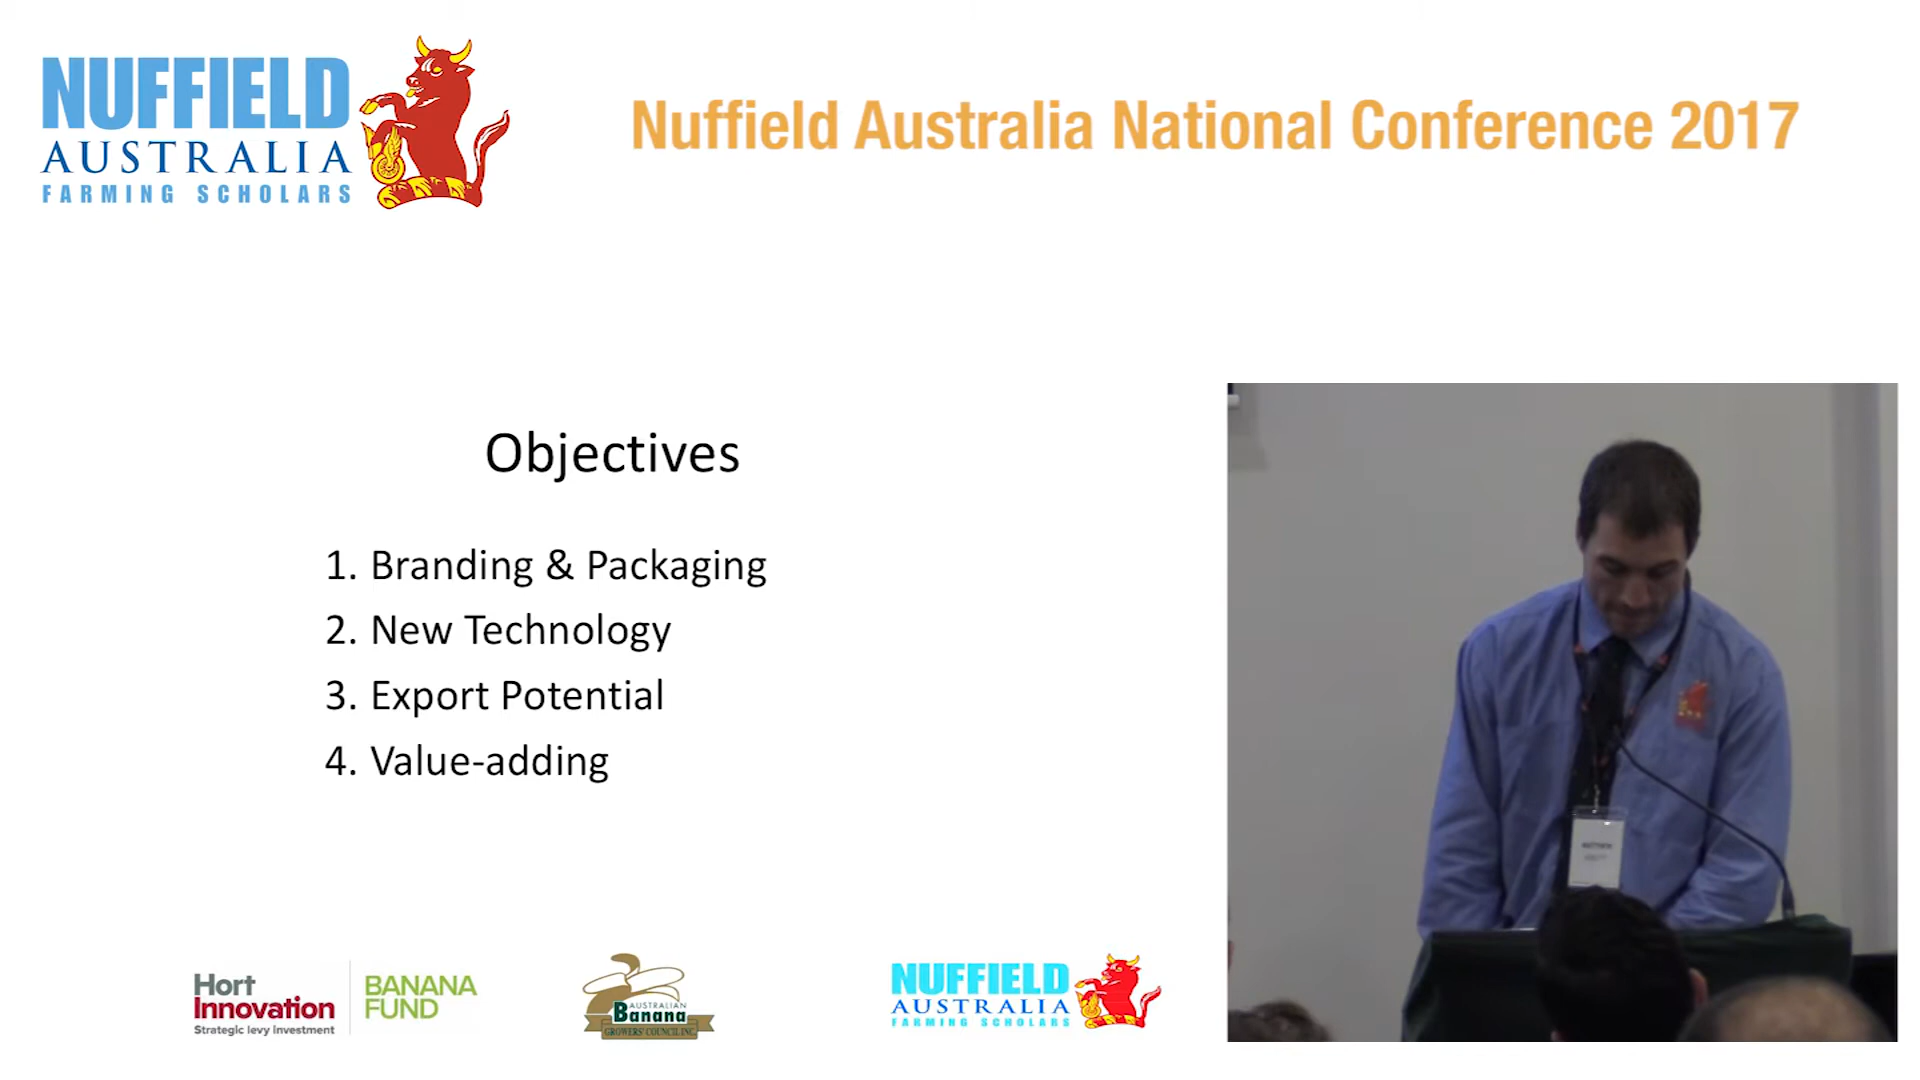 NUFFIELD
AUSTRALIA
FARMING SCHOLARS
Nuffield Australia National Conference 2017
Objectives
1. Branding & Packaging
2. New Technology
3. Export Potential
4. Value-adding
Hort
Innovation
Strategic levy investment
BANANA
FUND
AUSTRALIAN
Banana
GROWERS' COUNCIL INC.
NUFFIELD
AUSTRALIA
FARMING SCHOLARS